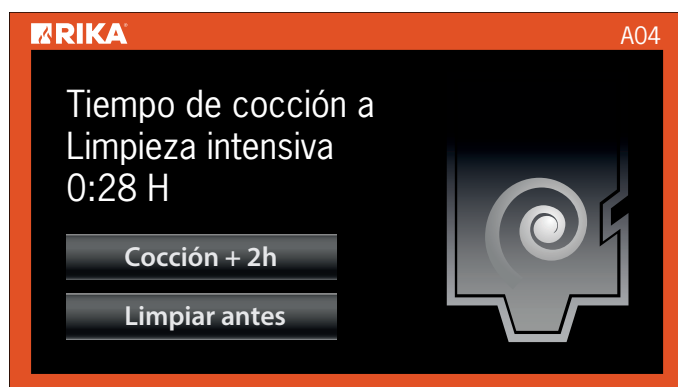 RIKA
A04
Tiempo de cocción a
Limpieza intensiva
0:28 H
Cocción + 2h
Limpiar antes